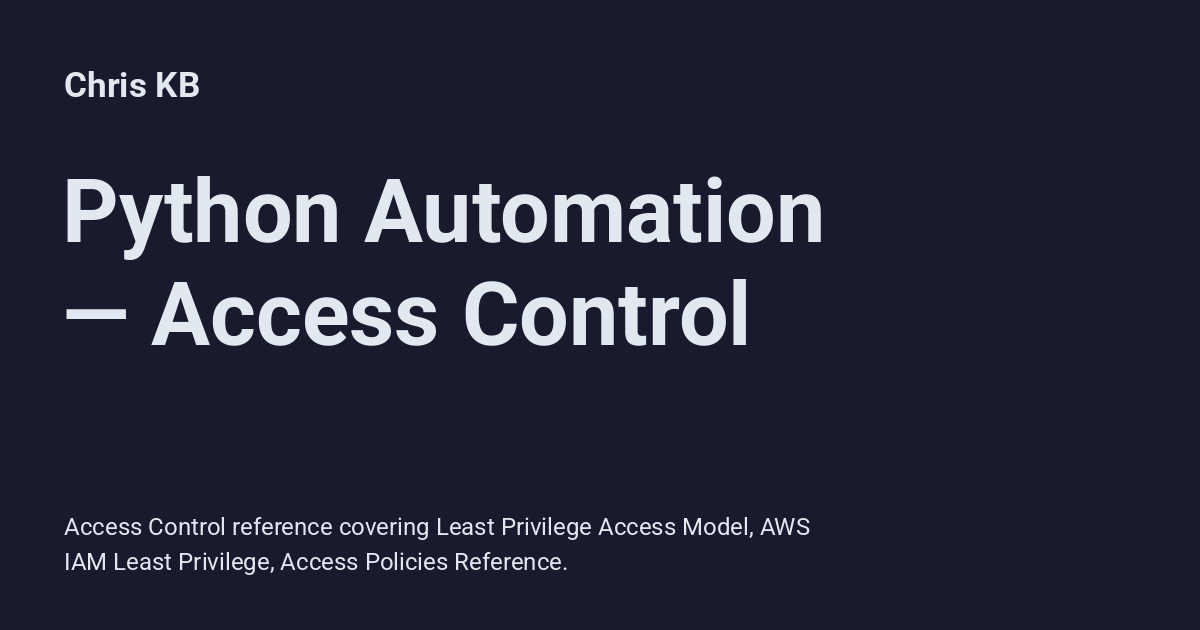 Chris KB
Python Automation
— Access Control
Access Control reference covering Least Privilege Access Model, AWS
IAM Least Privilege, Access Policies Reference.